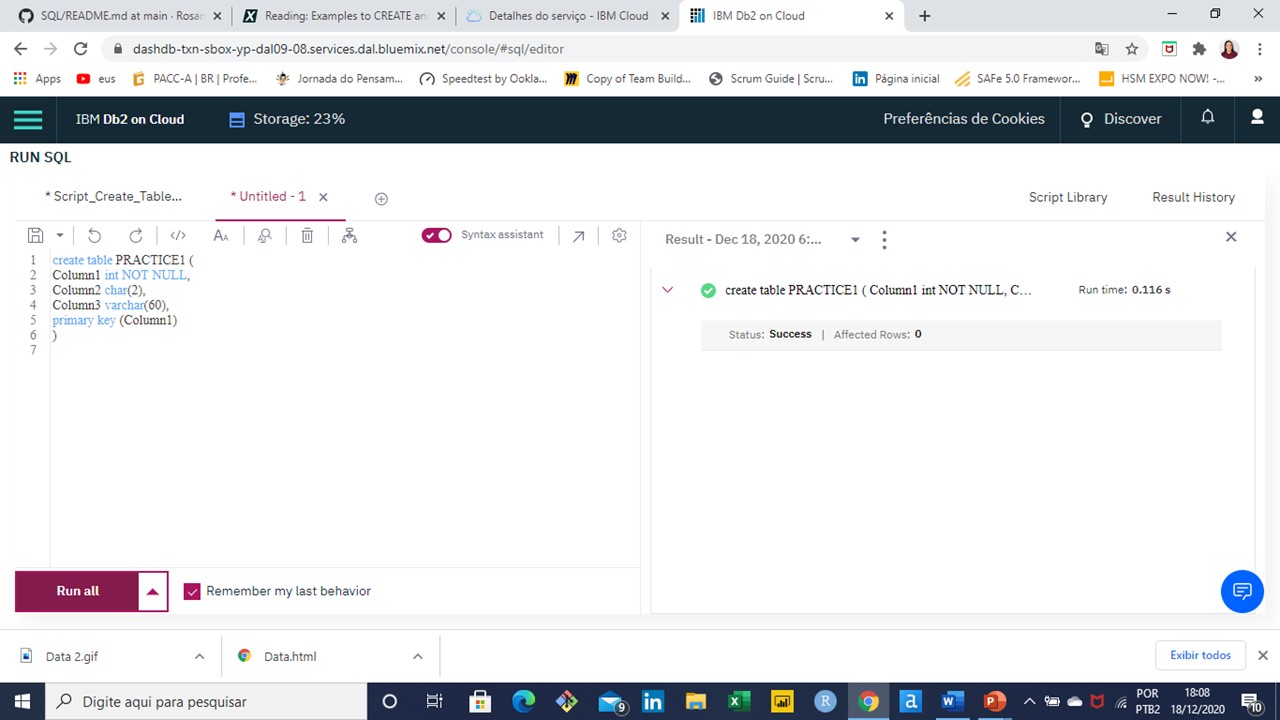 SQL/README.md at main · Rosan
Reading: Examples to CREATE an
Detalhes do serviço - IBM Cloud
IBM Db2 on Cloud
dashdb-txn-sbox-yp-dal09-08.services.dal.bluemix.net/console/#sql/editor
Apps
eus
PACC-A | BR | Profe...
Jornada do Pensam...
Speedtest by Ookla...
Copy of Team Build...
Scrum Guide | Scru...
Página inicial
SAFe 5.0 Framewor...
HSM EXPO NOW! -...
»
IBM Db2 on Cloud
Storage: 23%
Preferências de Cookies
Discover
RUN SQL
* Script_Create_Table...
* Untitled - 1
Script Library
Result History
Syntax assistant
1 create table PRACTICE1 (
2 Column1 int NOT NULL,
3 Column2 char(2),
4 Column3 varchar(60),
5 primary key (Column1)
6 )
7
Result - Dec 18, 2020 6:...
create table PRACTICE1 ( Column1 int NOT NULL, C...
Run time: 0.116 s
Status: Success | Affected Rows: 0
Run all
Remember my last behavior
Data 2.gif
Data.html
Exibir todos
Digite aqui para pesquisar
9
POR
PTB2
18:08
18/12/2020
10